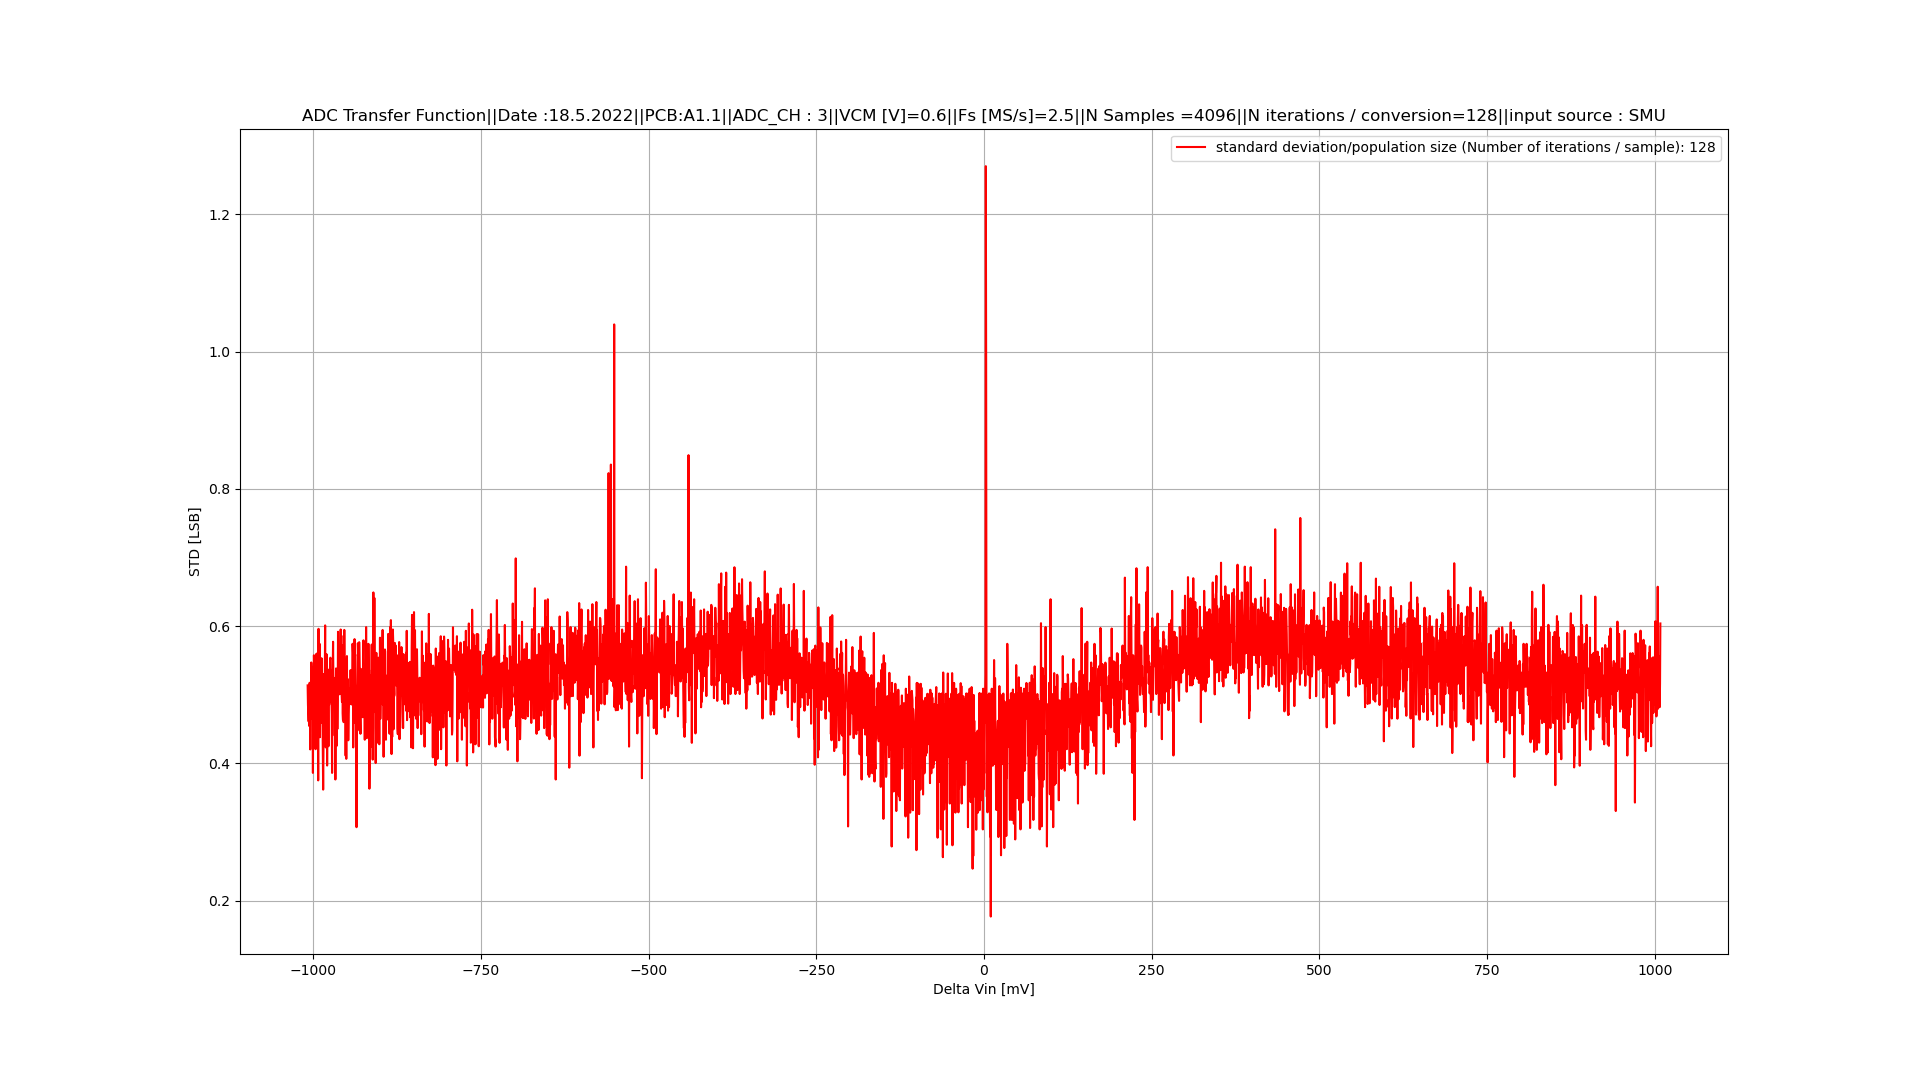 ADC Transfer Function||Date :18.5.2022||PCB:A1.1||ADC_CH : 3||VCM [V]=0.6||Fs [MS/s]=2.5||N Samples =4096||N iterations / conversion=128||input source : SMU
standard deviation/population size (Number of iterations / sample): 128
1.2
1.0
0.8
0.6
0.4
0.2
STD [LSB]
−1000 −750 −500 −250 0 250 500 750 1000
Delta Vin [mV]